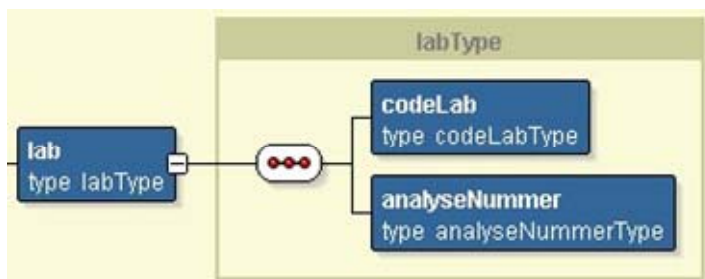 labType
lab
type labType
codeLab
type codeLabType
analyseNummer
type analyseNummerType